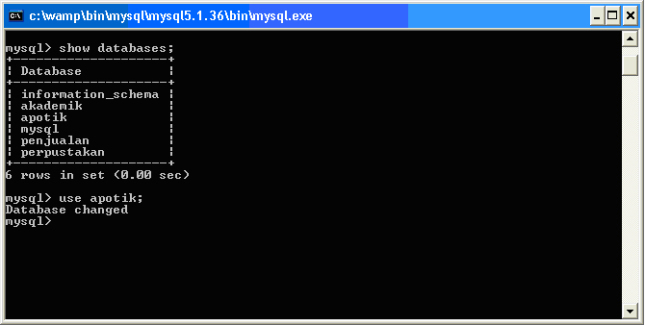 c:\wamp\bin\mysql\mysql5.1.36\bin\mysql.exe
mysql> show databases;
+--------------------+
| Database           |
+--------------------+
| information_schema |
| akademik           |
| apotik             |
| mysql              |
| penjualan          |
| perpustakan        |
+--------------------+
6 rows in set (0.00 sec)
mysql> use apotik;
Database changed
mysql>